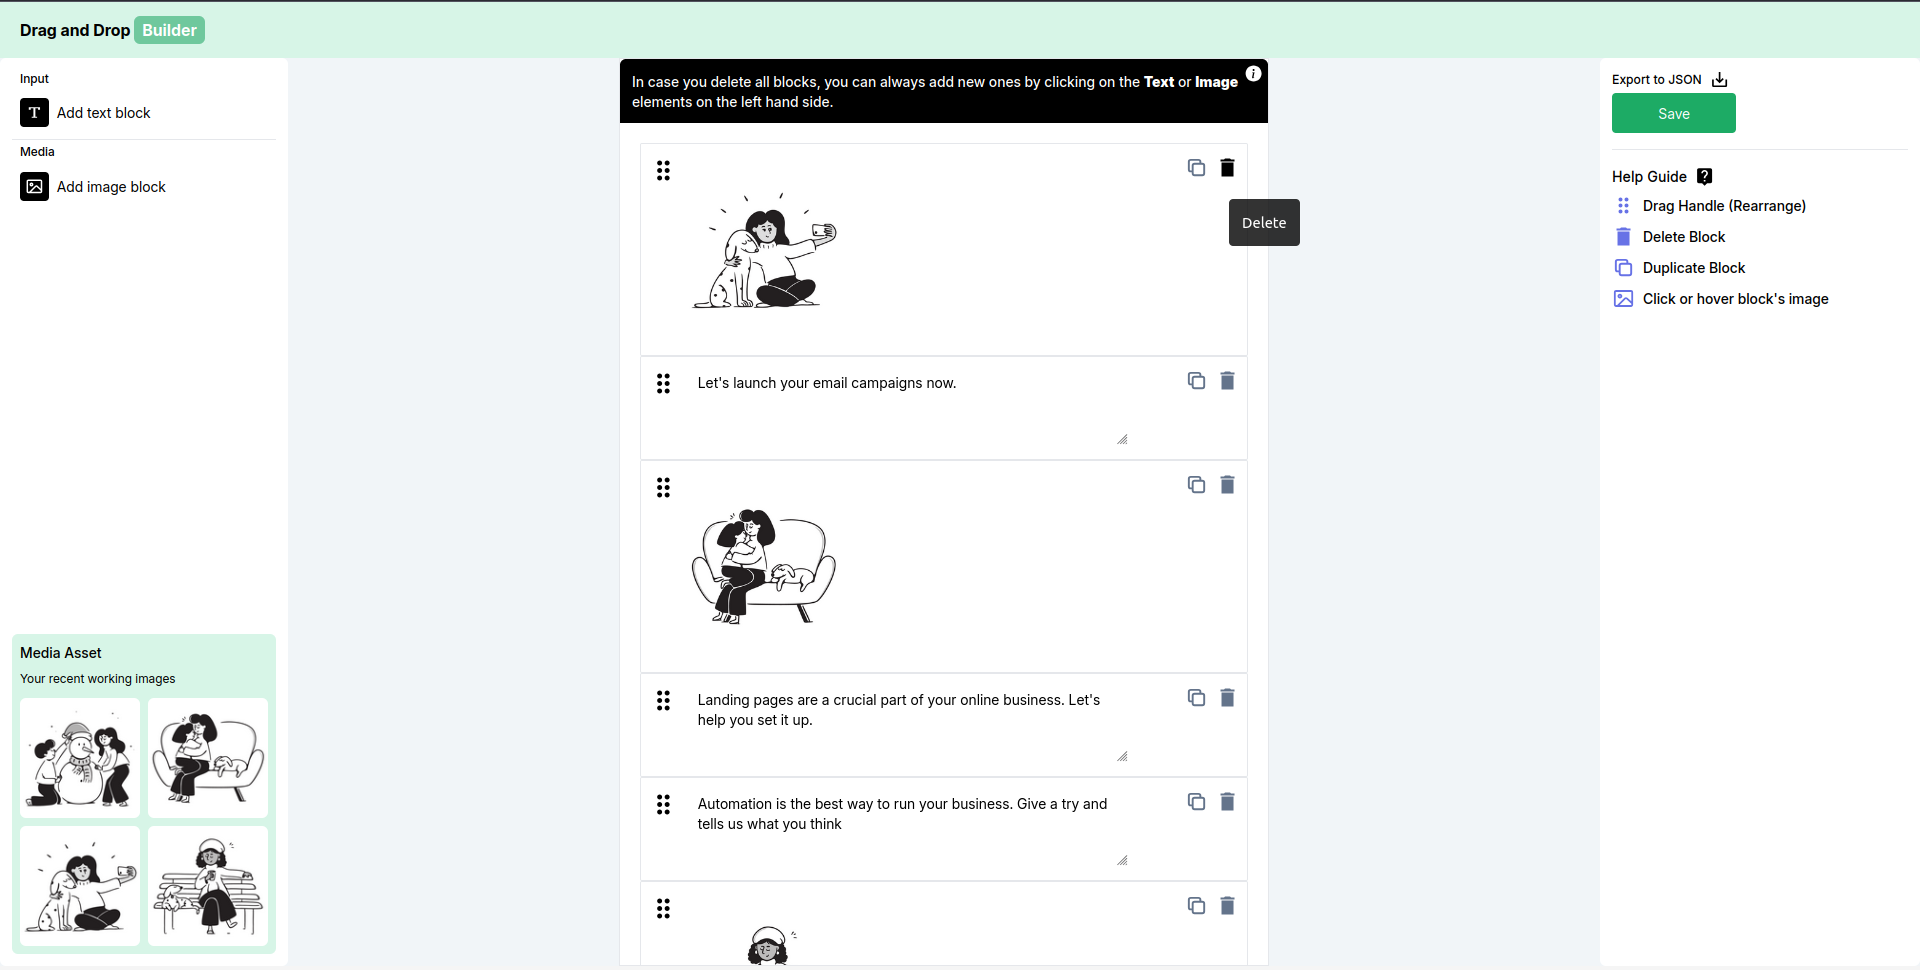 Drag and Drop Builder
Input
T Add text block
Media
Add image block
Media Asset
Your recent working images
In case you delete all blocks, you can always add new ones by clicking on the Text or Image
elements on the left hand side.
i
Delete
Let's launch your email campaigns now.
Landing pages are a crucial part of your online business. Let's
help you set it up.
Automation is the best way to run your business. Give a try and
tells us what you think
Export to JSON
Save
Help Guide ?
Drag Handle (Rearrange)
Delete Block
Duplicate Block
Click or hover block's image